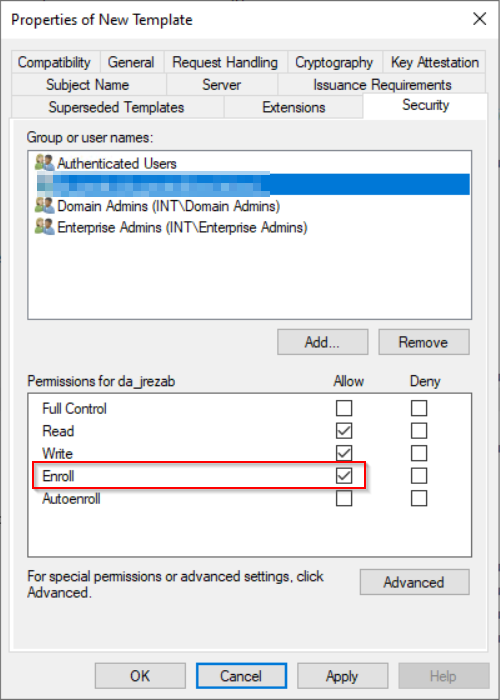 Properties of New Template
Compatibility General Request Handling Cryptography Key Attestation
Subject Name Server Issuance Requirements
Superseded Templates Extensions Security
Group or user names:
Authenticated Users
Domain Admins (INT\Domain Admins)
Enterprise Admins (INT\Enterprise Admins)
Add... Remove
Permissions for da_jrezab Allow Deny
Full Control
Read
Write
Enroll
Autoenroll
For special permissions or advanced settings, click
Advanced.
Advanced
OK Cancel Apply Help